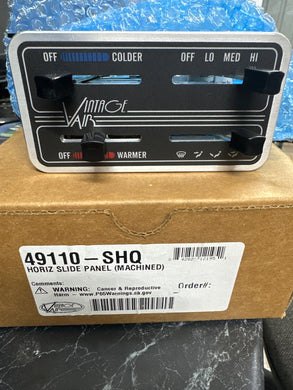 OFF COLDER OFF LO MED HI
VINTAGE
AIR
OFF WARMER
49110-SHQ
HORIZ SLIDE PANEL (MACHINED)
Comments:
WARNING: Cancer & Reproductive
Harm - www.P65Warnings.ca.gov
Order#: